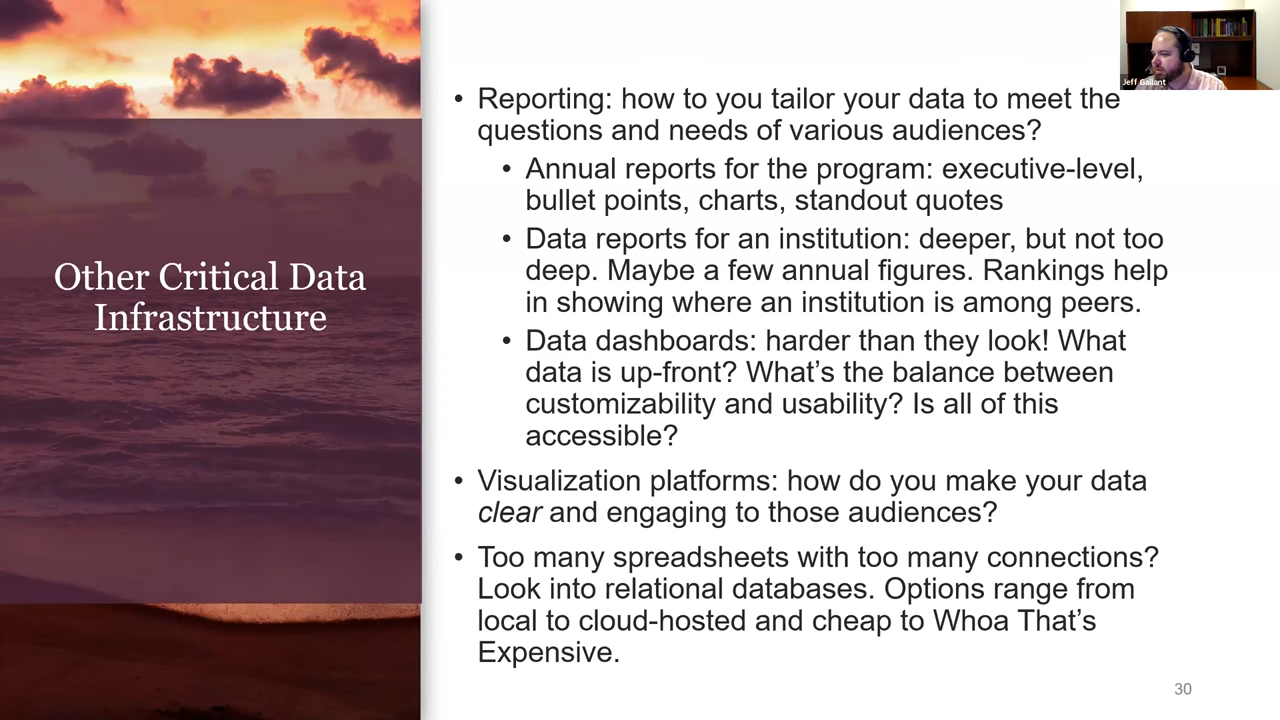 Jeff Gallant
Other Critical Data
Infrastructure
• Reporting: how to you tailor your data to meet the
questions and needs of various audiences?
• Annual reports for the program: executive-level,
bullet points, charts, standout quotes
• Data reports for an institution: deeper, but not too
deep. Maybe a few annual figures. Rankings help
in showing where an institution is among peers.
• Data dashboards: harder than they look! What
data is up-front? What’s the balance between
customizability and usability? Is all of this
accessible?
• Visualization platforms: how do you make your data
clear and engaging to those audiences?
• Too many spreadsheets with too many connections?
Look into relational databases. Options range from
local to cloud-hosted and cheap to Whoa That’s
Expensive.
30